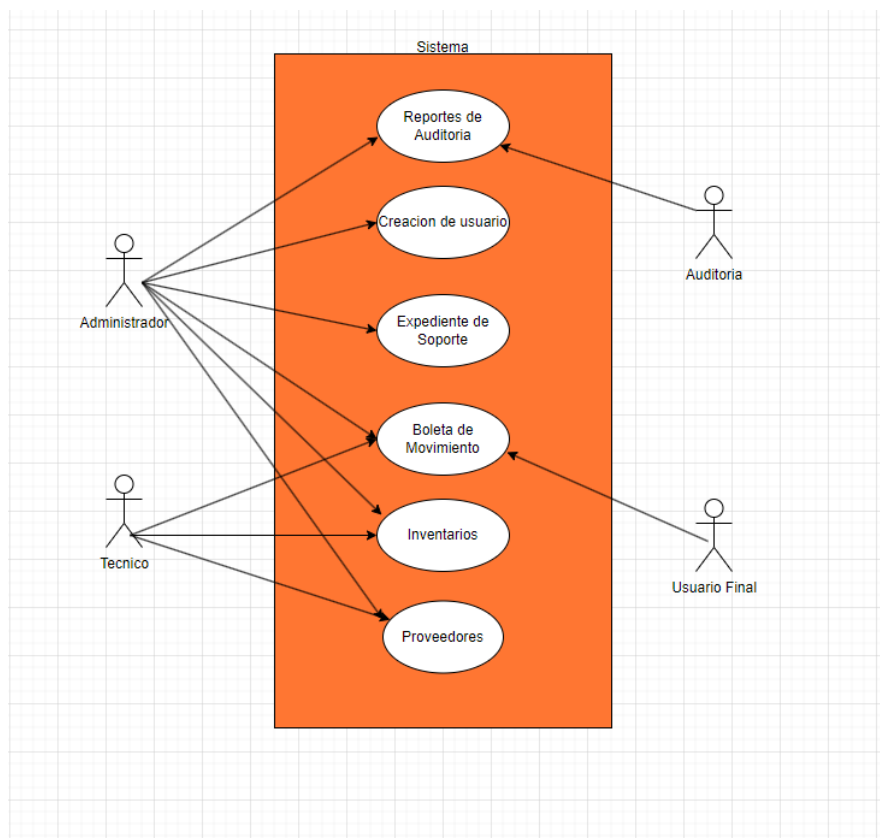 Sistema
Reportes de
Auditoria
Creacion de usuario
Auditoria
Administrador
Expediente de
Soporte
Boleta de
Movimiento
Inventarios
Tecnico
Usuario Final
Proveedores